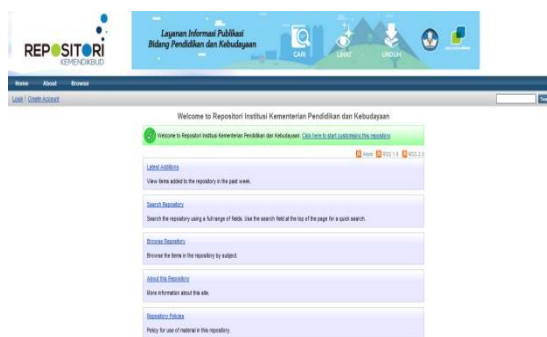 REPOSITORI
KEMENDIKBUD
Layanan Informasi Publikasi
Bidang Pendidikan dan Kebudayaan
CARI
LIHAT
UNDUH
Home About Browse
Login | Create Account
Welcome to Repositori Institusi Kementerian Pendidikan dan Kebudayaan
Welcome to Repositori Institusi Kementerian Pendidikan dan Kebudayaan. Click here to start customising this repository.
Atom RSS 1.0 RSS 2.0
Latest Additions
View items added to the repository in the past week.
Search Repository
Search the repository using a full range of fields. Use the search field at the top of the page for a quick search.
Browse Repository
Browse the items in the repository by subject.
About this Repository
More information about this site.
Repository Policies
Policy for use of material in this repository.